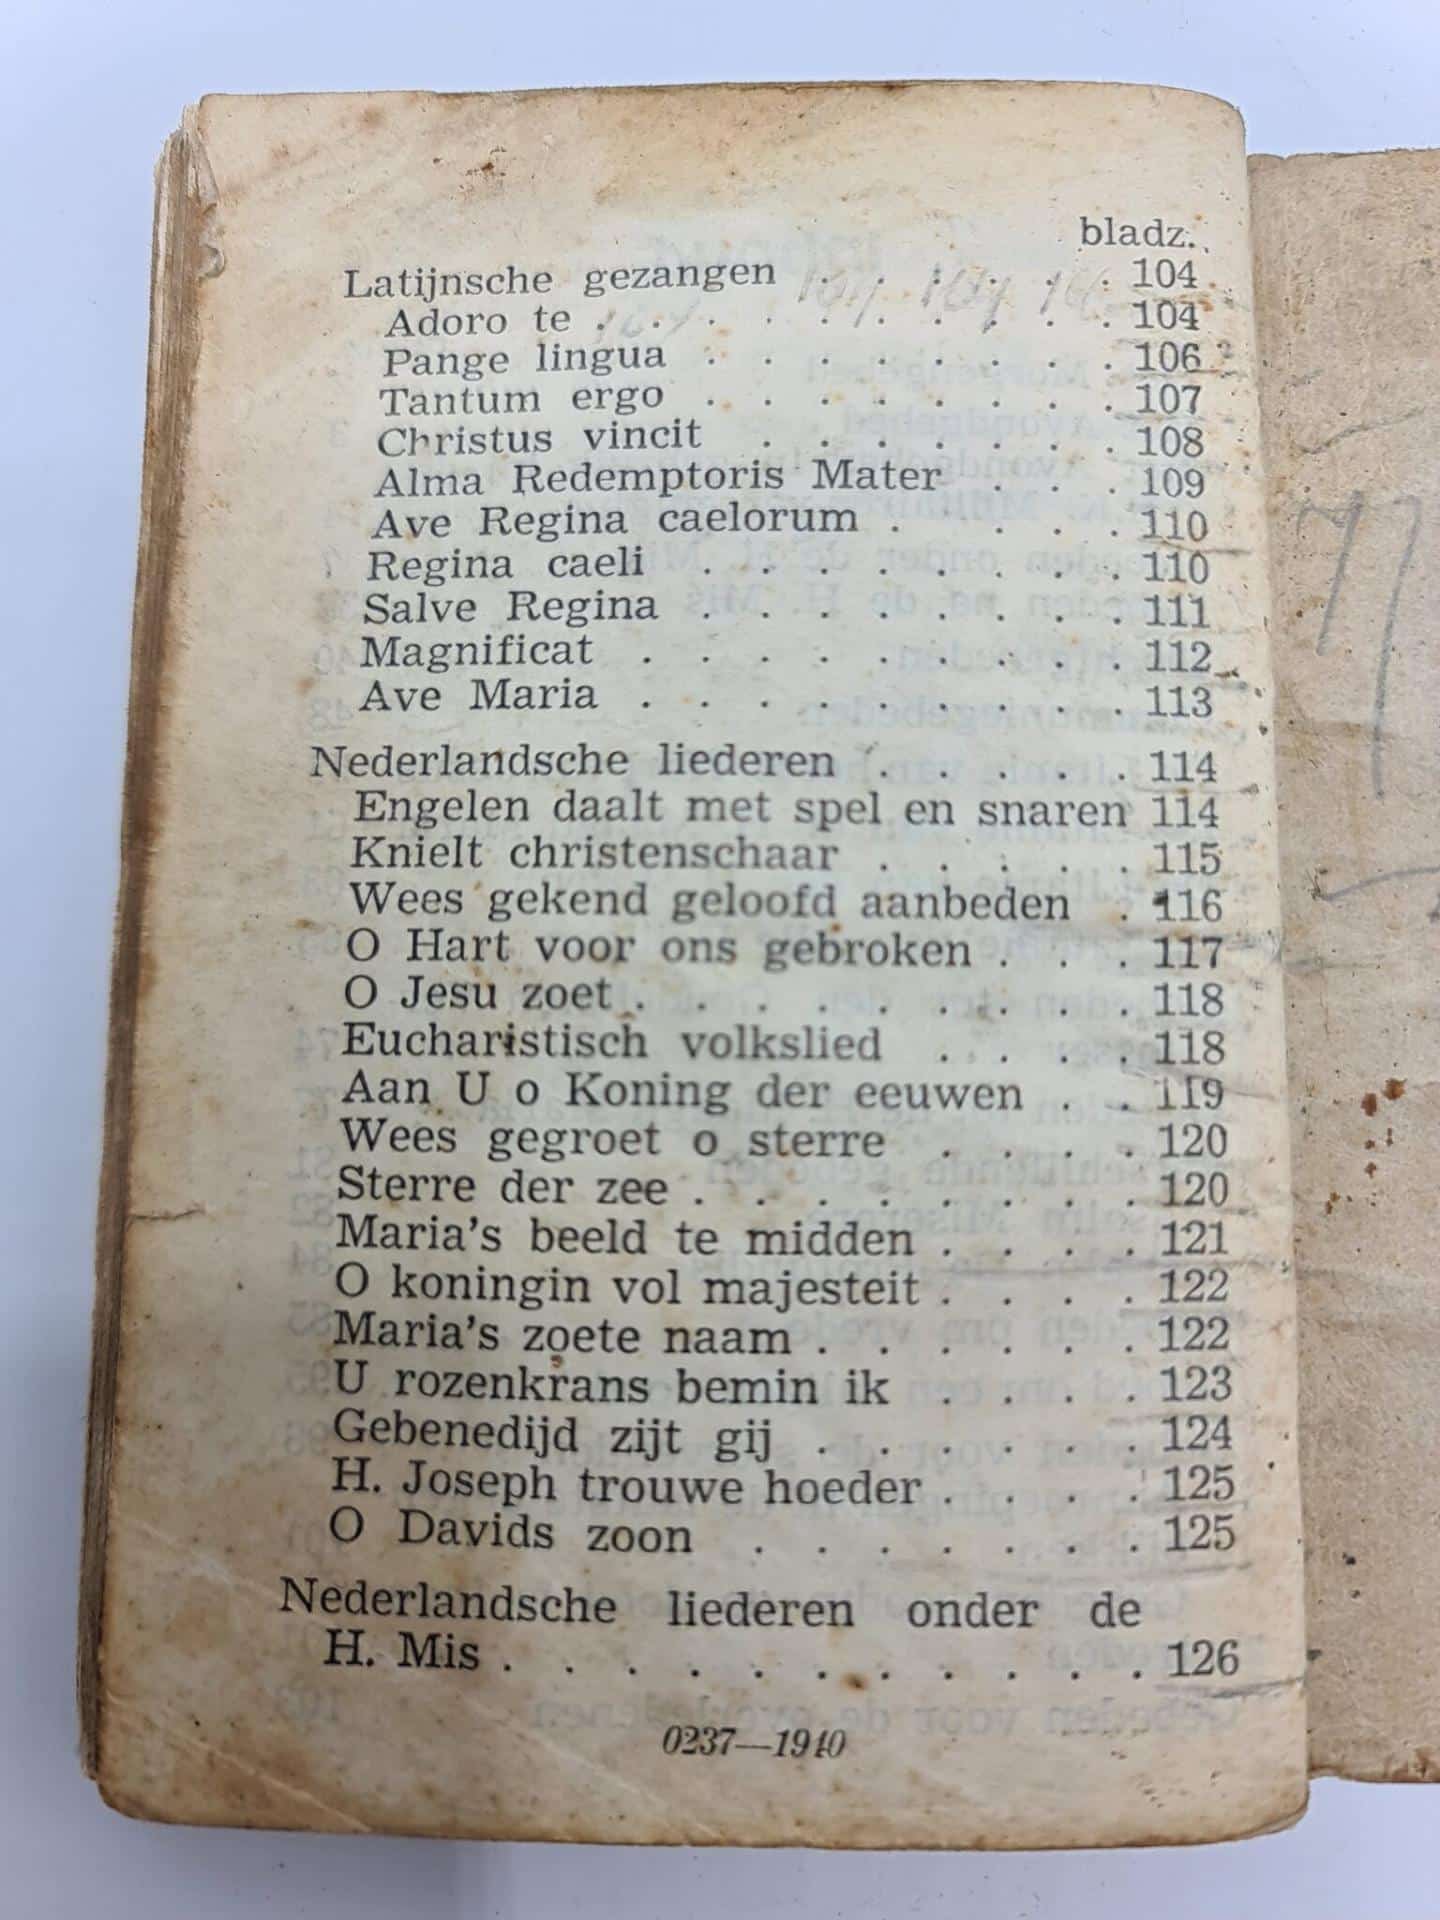 bladz.
Latijnsche gezangen . . . . . . 104
Adoro te . . . . . . . . . 104
Pange lingua . . . . . . . . 106
Tantum ergo . . . . . . . . 107
Christus vincit . . . . . . . 108
Alma Redemptoris Mater . . . 109
Ave Regina caelorum . . . . . 110
Regina caeli . . . . . . . . 110
Salve Regina . . . . . . . . 111
Magnificat . . . . . . . . . 112
Ave Maria . . . . . . . . . 113
Nederlandsche liederen . . . . . 114
Engelen daalt met spel en snaren 114
Knielt christenschaar . . . . . 115
Wees gekend geloofd aanbeden . 116
O Hart voor ons gebroken . . . 117
O Jesu zoet . . . . . . . . . 118
Eucharistisch volkslied . . . . 118
Aan U o Koning der eeuwen . . 119
Wees gegroet o sterre . . . . 120
Sterre der zee . . . . . . . . 120
Maria's beeld te midden . . . . 121
O koningin vol majesteit . . . . 122
Maria's zoete naam . . . . . . 122
U rozenkrans bemin ik . . . . 123
Gebenedijd zijt gij . . . . . . 124
H. Joseph trouwe hoeder . . . . 125
O Davids zoon . . . . . . . 125
Nederlandsche liederen onder de
H. Mis . . . . . . . . . . . 126
0237—1940